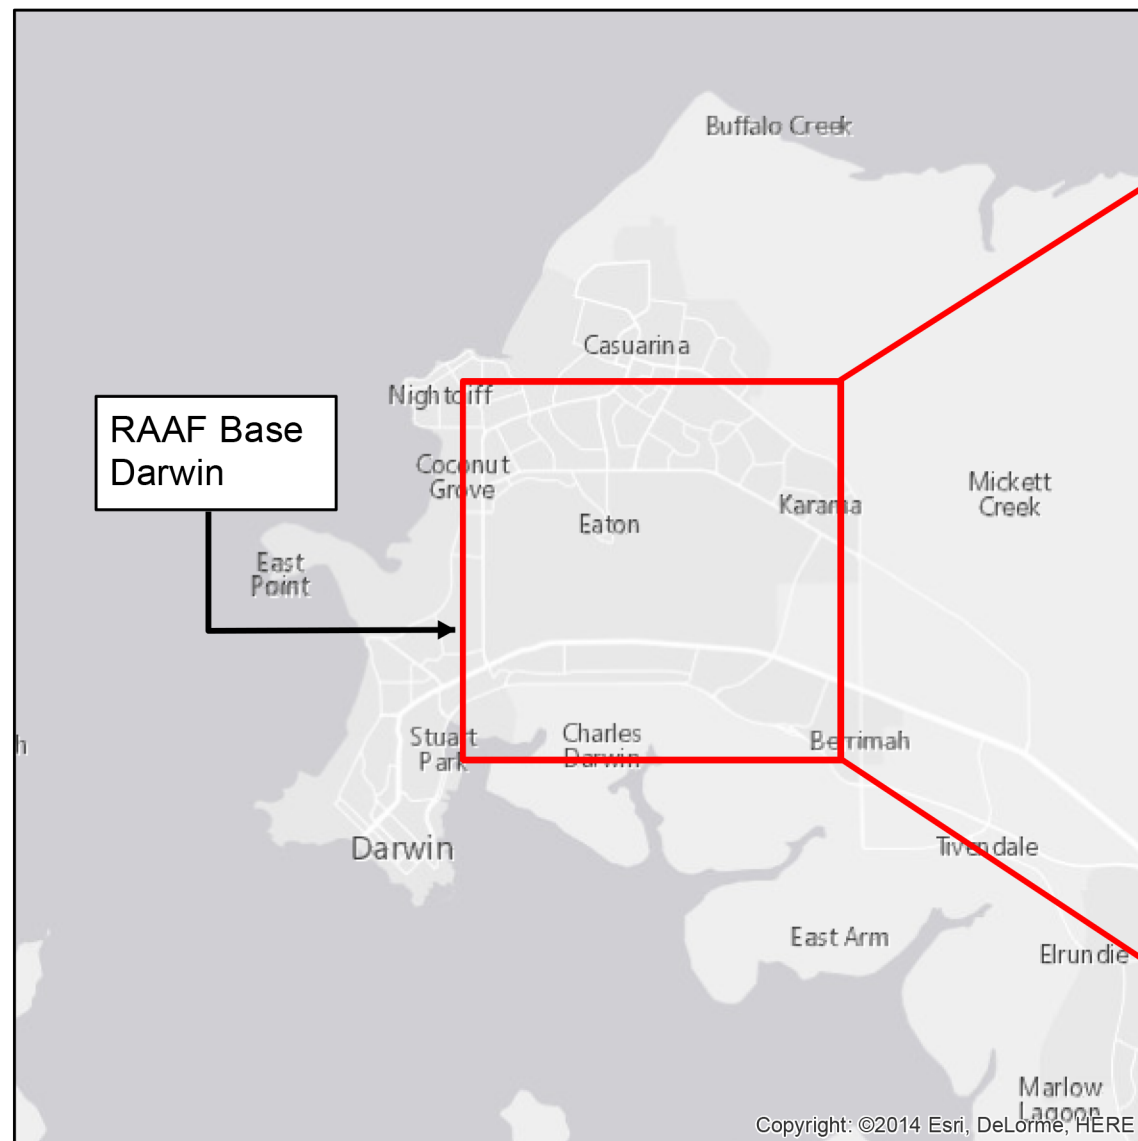 Buffalo Creek
Casuarina
Nightcliff
RAAF Base
Darwin
Coconut
Grove
Mickett
Creek
Karama
Eaton
East
Point
Stuart
Park
Charles
Darwin
Berrimah
h
Darwin
Tivendale
East Arm
Elrundie
Marlow
Lagoon
Copyright: ©2014 Esri, DeLorme, HERE